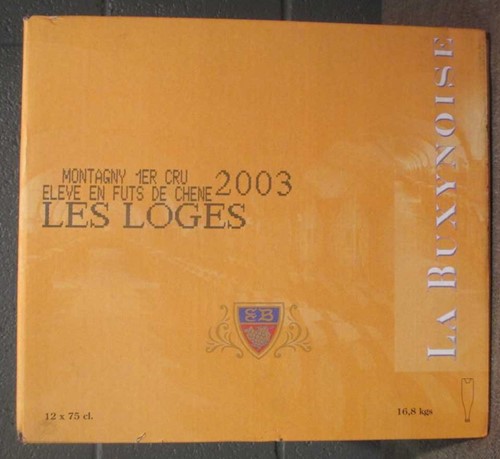 MONTAGNY 1ER CRU
ELEVE EN FUTS DE CHENE 2003
LES LOGES
LA BUXYNOISE
SB
12 x 75 cl.
16,8 kgs